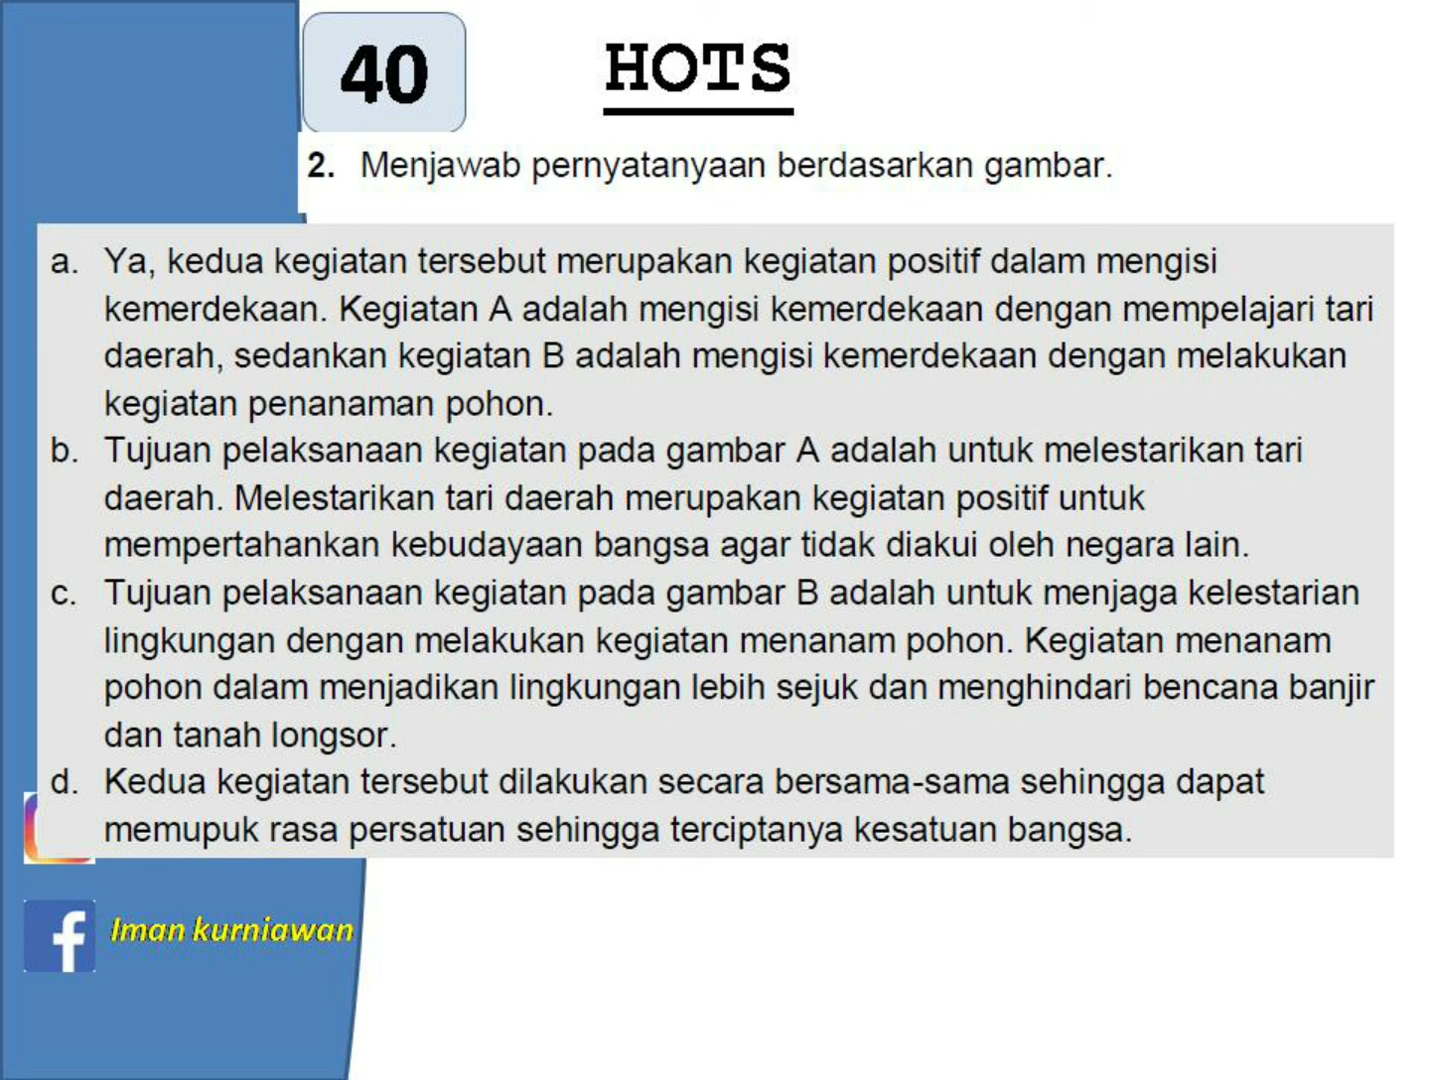 40
HOTS
2. Menjawab pernyatanyaan berdasarkan gambar.
a. Ya, kedua kegiatan tersebut merupakan kegiatan positif dalam mengisi
kemerdekaan. Kegiatan A adalah mengisi kemerdekaan dengan mempelajari tari
daerah, sedankan kegiatan B adalah mengisi kemerdekaan dengan melakukan
kegiatan penanaman pohon.
b. Tujuan pelaksanaan kegiatan pada gambar A adalah untuk melestarikan tari
daerah. Melestarikan tari daerah merupakan kegiatan positif untuk
mempertahankan kebudayaan bangsa agar tidak diakui oleh negara lain.
c. Tujuan pelaksanaan kegiatan pada gambar B adalah untuk menjaga kelestarian
lingkungan dengan melakukan kegiatan menanam pohon. Kegiatan menanam
pohon dalam menjadikan lingkungan lebih sejuk dan menghindari bencana banjir
dan tanah longsor.
d. Kedua kegiatan tersebut dilakukan secara bersama-sama sehingga dapat
memupuk rasa persatuan sehingga terciptanya kesatuan bangsa.
f Iman kurniawan